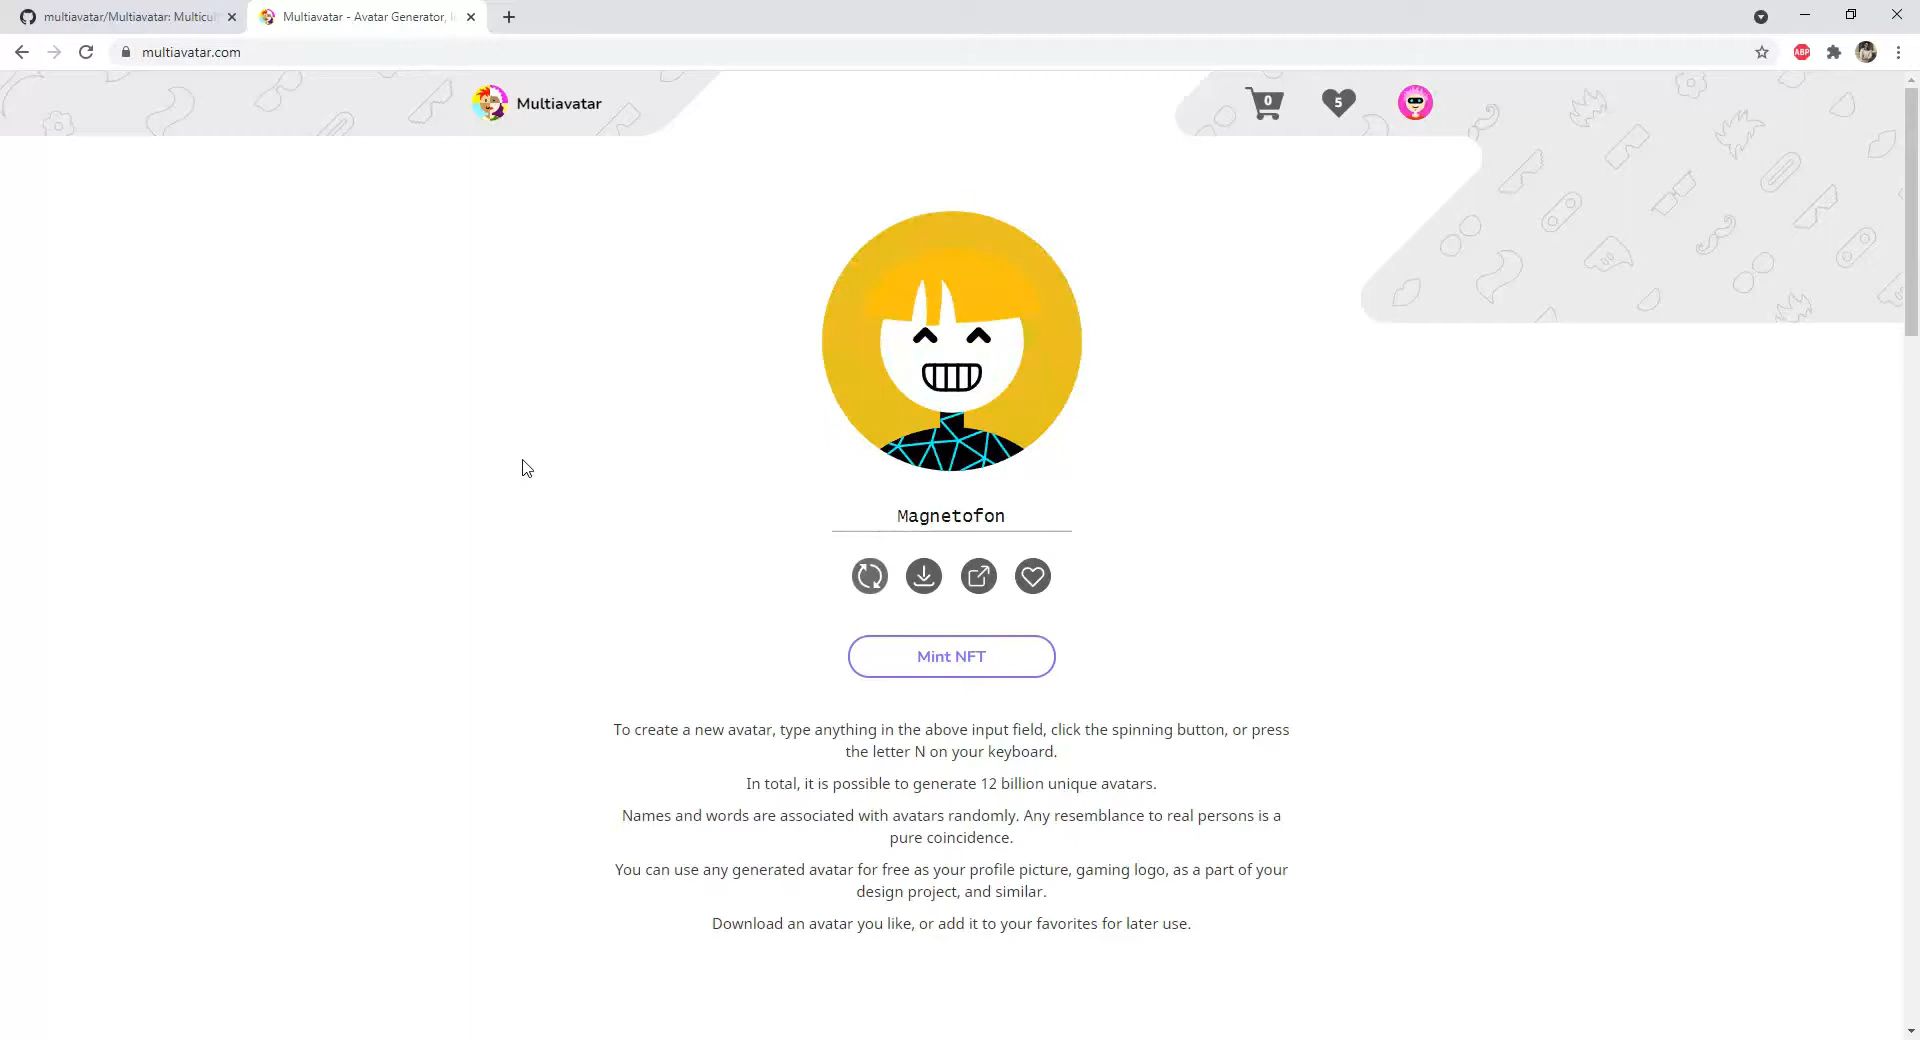 multiavatar/Multiavatar: Multicul
Multiavatar - Avatar Generator,
multiavatar.com
ABP
Multiavatar
0
5
Magnetofon
Mint NFT
To create a new avatar, type anything in the above input field, click the spinning button, or press
the letter N on your keyboard.
In total, it is possible to generate 12 billion unique avatars.
Names and words are associated with avatars randomly. Any resemblance to real persons is a
pure coincidence.
You can use any generated avatar for free as your profile picture, gaming logo, as a part of your
design project, and similar.
Download an avatar you like, or add it to your favorites for later use.